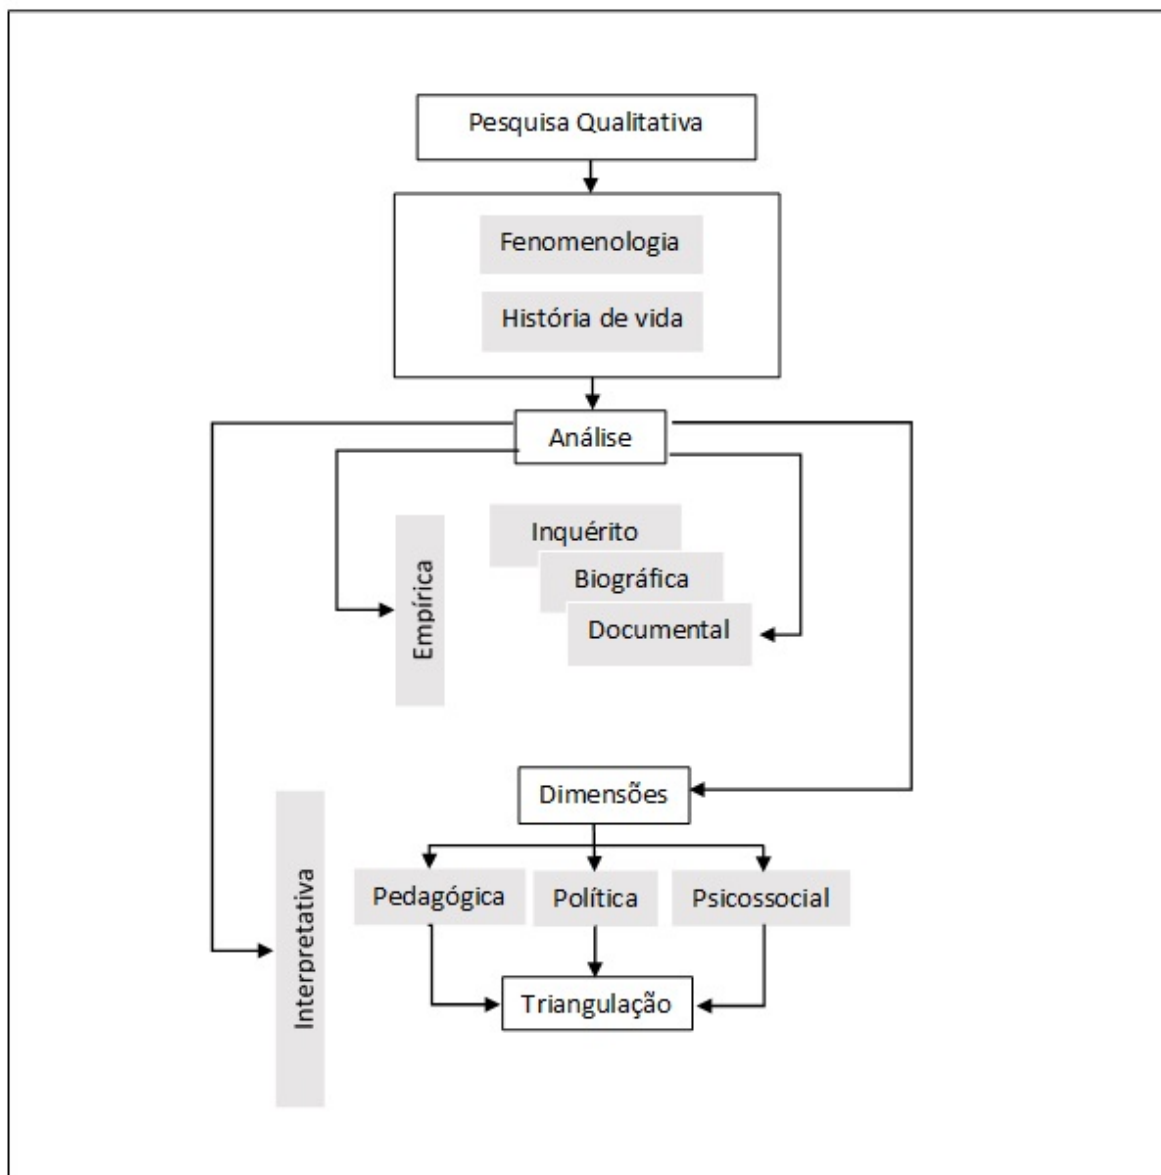 Pesquisa Qualitativa
Fenomenologia
História de vida
Análise
Empírica
Inquérito
Biográfica
Documental
Interpretativa
Dimensões
Pedagógica
Política
Psicossocial
Triangulação